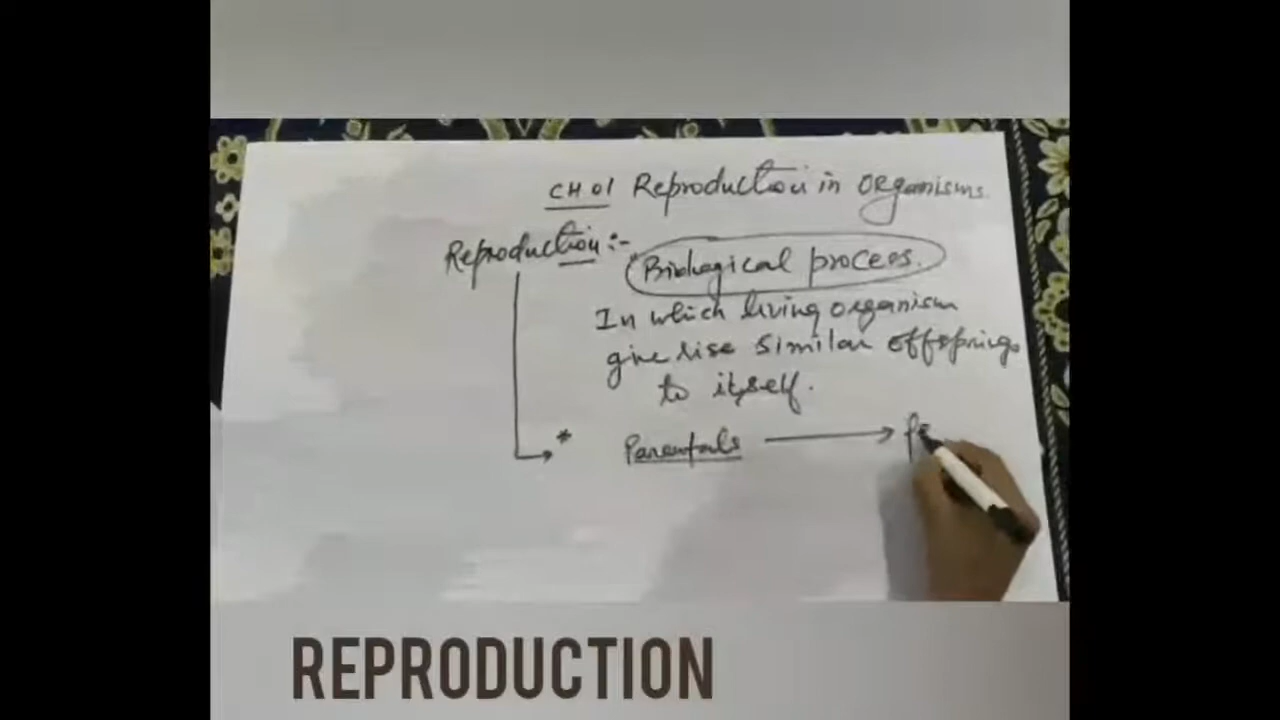 CH 01 Reproduction in Organisms.
Reproduction :-
Biological process.
In which living organism
give rise similar offsprings
to itself.
* Parentals →
REPRODUCTION